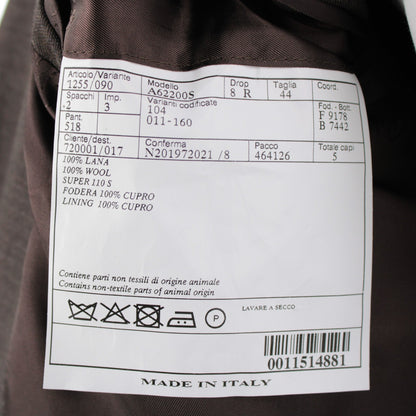 Articolo/Variante Modello Drop Taglia Coord.
1255/090 A62200S 8 R 44
Spacchi Imp. Varianti codificate Fod. - Bott.
2 3 104 F 9178
Pant. 011-160 B 7442
518
Cliente/dest. Conferma Pacco Totale capi
720001/017 N201972021 /8 464126 5
100% LANA
100% WOOL
SUPER 110 S
FODERA 100% CUPRO
LINING 100% CUPRO
Contiene parti non tessili di origine animale
Contains non-textile parts of animal origin
P LAVARE A SECCO
0011514881
MADE IN ITALY